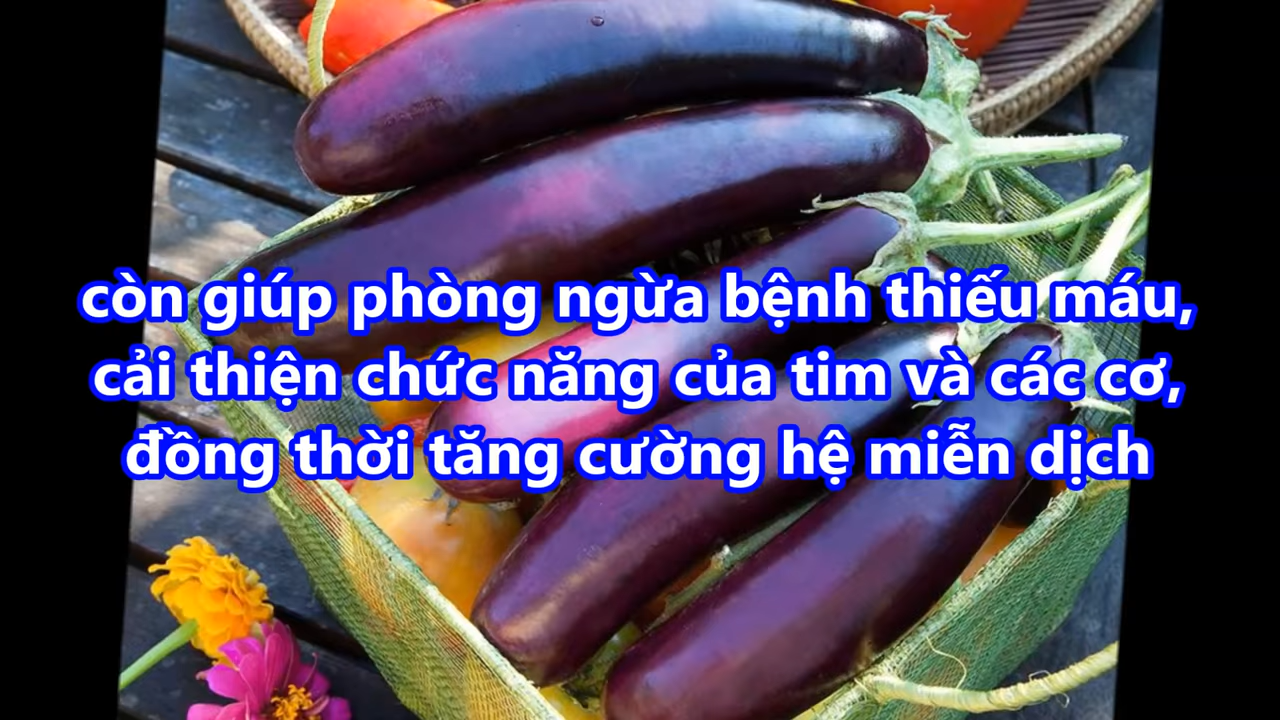 còn giúp phòng ngừa bệnh thiếu máu,
cải thiện chức năng của tim và các cơ,
đồng thời tăng cường hệ miễn dịch